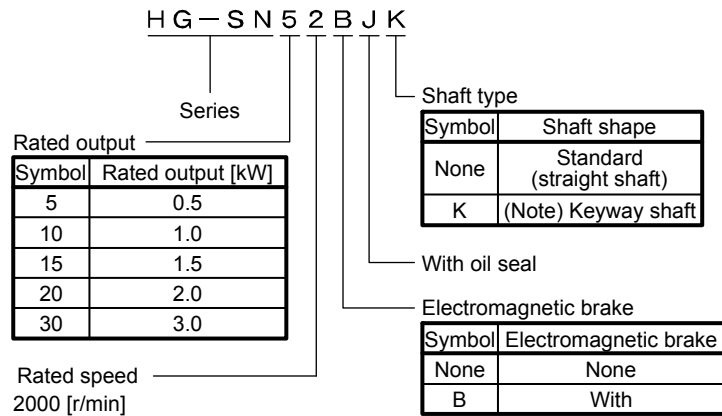 HG-SN52BJK
Series
Rated output
Symbol Rated output [kW]
5 0.5
10 1.0
15 1.5
20 2.0
30 3.0
Rated speed
2000 [r/min]
Shaft type
Symbol Shaft shape
None Standard
(straight shaft)
K (Note) Keyway shaft
With oil seal
Electromagnetic brake
Symbol Electromagnetic brake
None None
B With